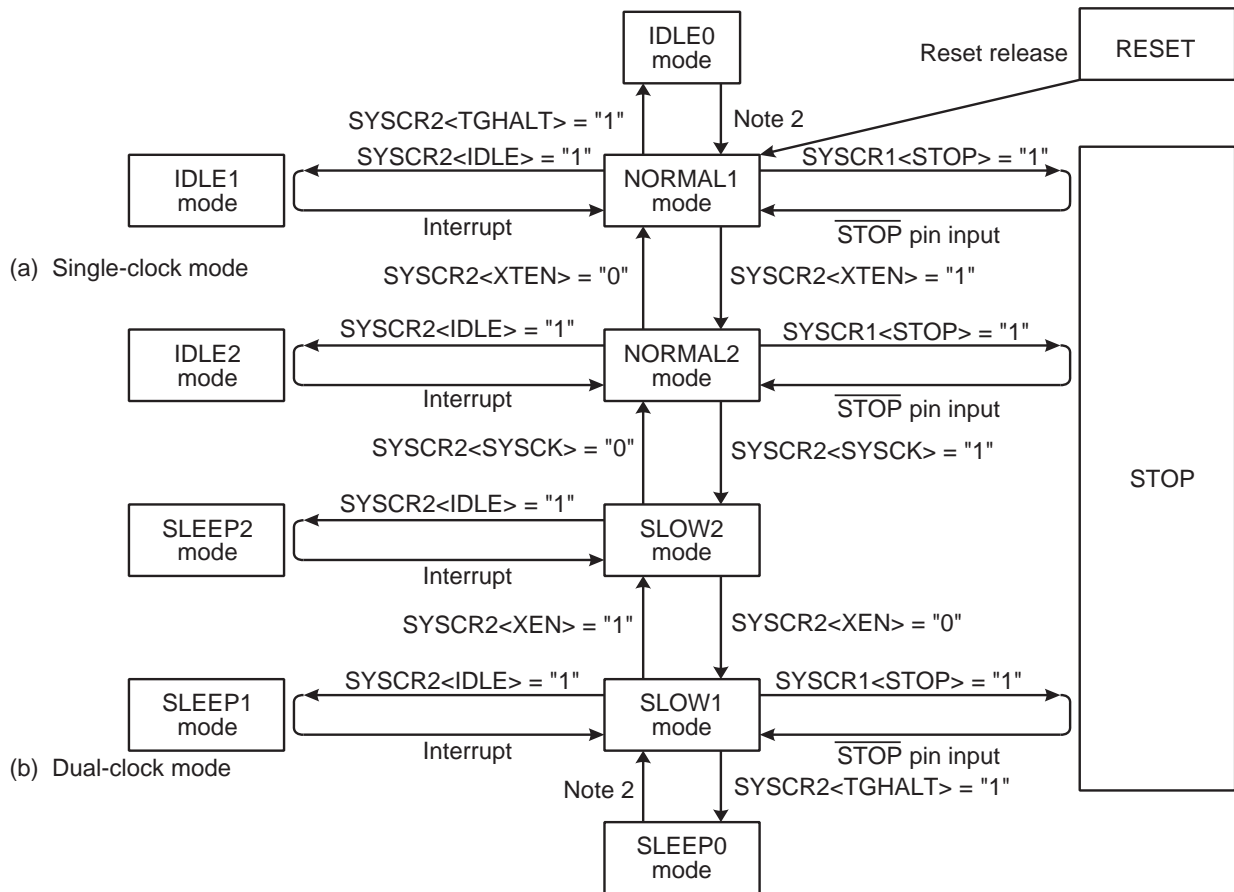 IDLE0
mode
Reset release
RESET
SYSCR2<TGHALT> = "1"
Note 2
IDLE1
mode
SYSCR2<IDLE> = "1"
Interrupt
NORMAL1
mode
SYSCR1<STOP> = "1"
STOP pin input
(a) Single-clock mode
SYSCR2<XTEN> = "0"
SYSCR2<XTEN> = "1"
IDLE2
mode
SYSCR2<IDLE> = "1"
Interrupt
NORMAL2
mode
SYSCR1<STOP> = "1"
STOP pin input
SYSCR2<SYSCK> = "0"
SYSCR2<SYSCK> = "1"
STOP
SLEEP2
mode
SYSCR2<IDLE> = "1"
Interrupt
SLOW2
mode
SYSCR2<XEN> = "1"
SYSCR2<XEN> = "0"
SLEEP1
mode
SYSCR2<IDLE> = "1"
Interrupt
SLOW1
mode
SYSCR1<STOP> = "1"
STOP pin input
(b) Dual-clock mode
Note 2
SYSCR2<TGHALT> = "1"
SLEEP0
mode